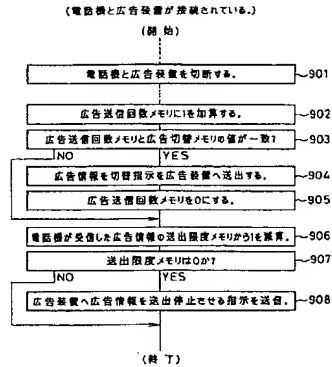 (電話機と広告装置が接続されている。)
(開始)
電話機と広告装置を切断する。
901
広告送信回数メモリに1を加算する。
902
広告送信回数メモリと広告切替メモリの値が一致?
903
NO
YES
広告情報を切替指示を広告装置へ送出する。
904
広告送信回数メモリを0にする。
905
電話機が受信した広告情報の送出限度メモリから1を減算。
906
送出限度メモリは0か?
907
NO
YES
広告装置へ広告情報を送出停止させる指示を送信。
908
(終了)